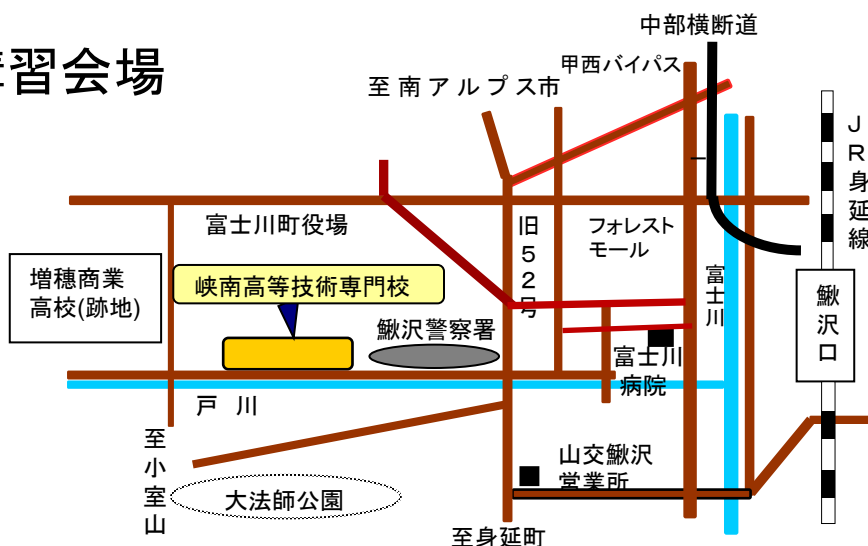 習会場
中部横断道
甲西バイパス
至南アルプス市
JR身延線
富士川町役場
旧52号
フォレスト
モール
富士川
増穂商業
高校(跡地)
峡南高等技術専門校
鰍沢口
鰍沢警察署
富士川
病院
戸川
至小室山
山交鰍沢
営業所
大法師公園
至身延町